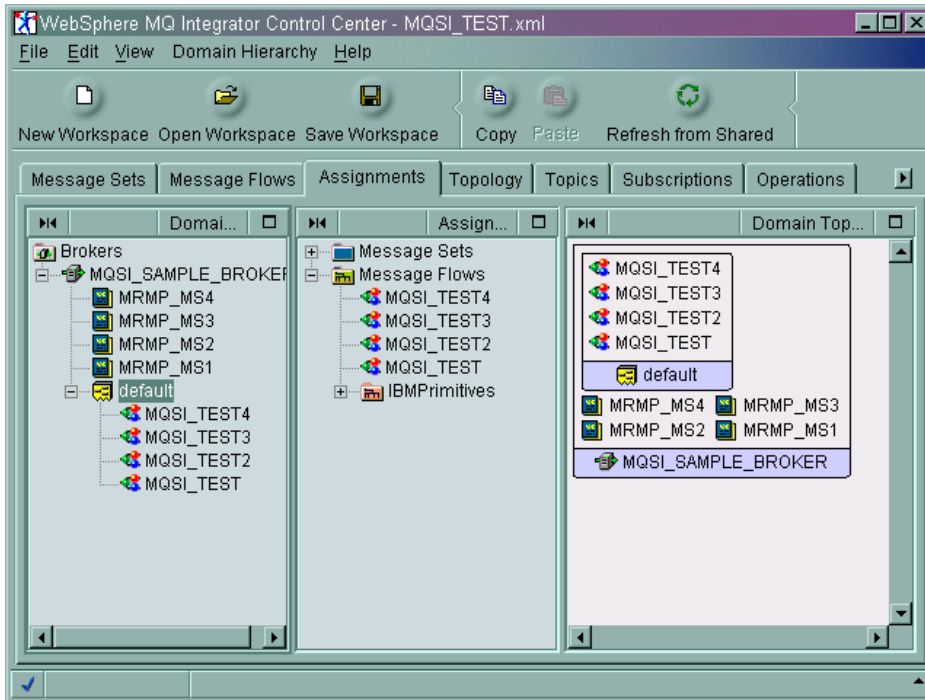 WebSphere MQ Integrator Control Center - MQSI_TEST.xml
File Edit View Domain Hierarchy Help
New Workspace Open Workspace Save Workspace Copy Paste Refresh from Shared
Message Sets Message Flows Assignments Topology Topics Subscriptions Operations
Domai...
Brokers
MQSI_SAMPLE_BROKER
MRMP_MS4
MRMP_MS3
MRMP_MS2
MRMP_MS1
default
MQSI_TEST4
MQSI_TEST3
MQSI_TEST2
MQSI_TEST
Assign...
Message Sets
Message Flows
MQSI_TEST4
MQSI_TEST3
MQSI_TEST2
MQSI_TEST
IBMPrimitives
Domain Top...
MQSI_TEST4
MQSI_TEST3
MQSI_TEST2
MQSI_TEST
default
MRMP_MS4 MRMP_MS3
MRMP_MS2 MRMP_MS1
MQSI_SAMPLE_BROKER